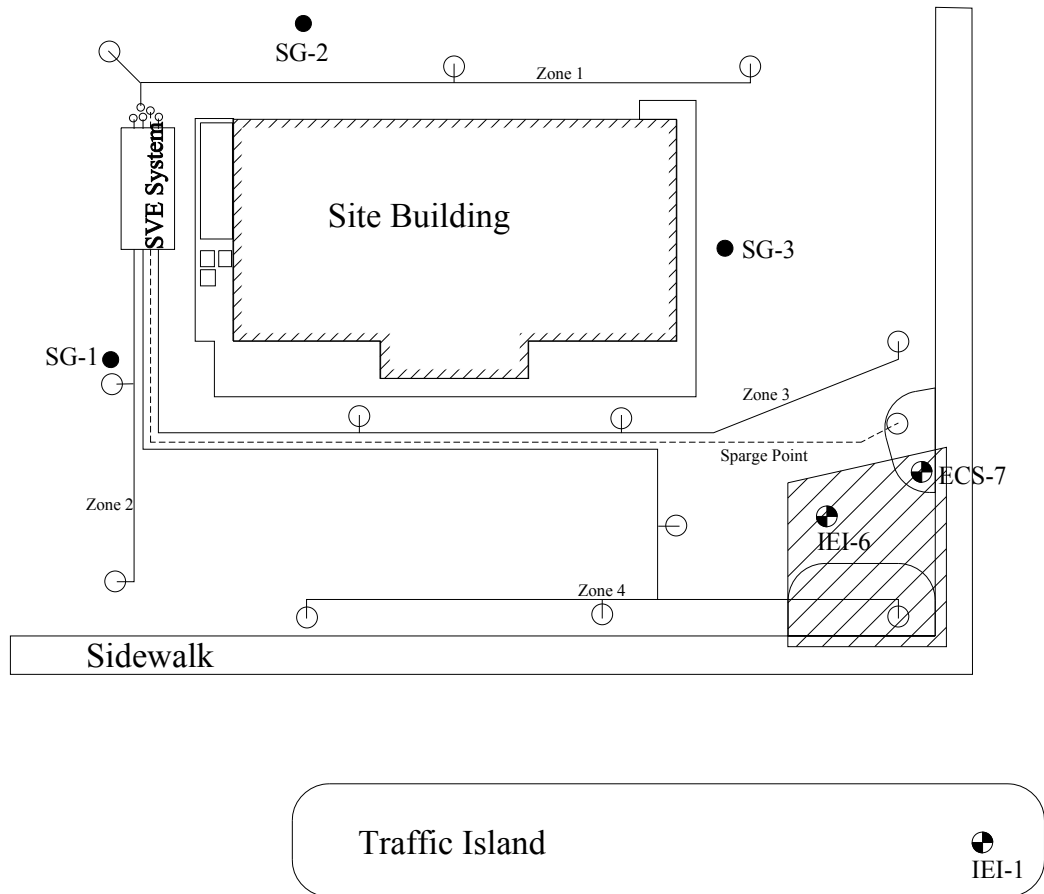 SG-2
Zone 1
SVE System
Site Building
SG-3
SG-1
Zone 3
Sparge Point
ECS-7
Zone 2
IEI-6
Zone 4
Sidewalk
Traffic Island
IEI-1